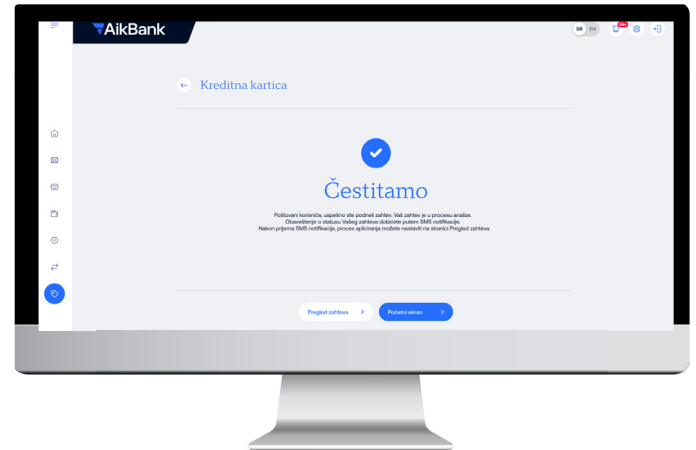 AikBank
SR EN
Kreditna kartica
Čestitamo
Poštovani korisniče, uspešno ste podneli zahtev. Vaš zahtev je u procesu analize.
Obaveštenje o statusu Vašeg zahteva dobićete putem SMS notifikacije.
Nakon prijema SMS notifikacije, proces apliciranja možete nastaviti na stranici Pregled zahteva.
Pregled zahteva
Početni ekran